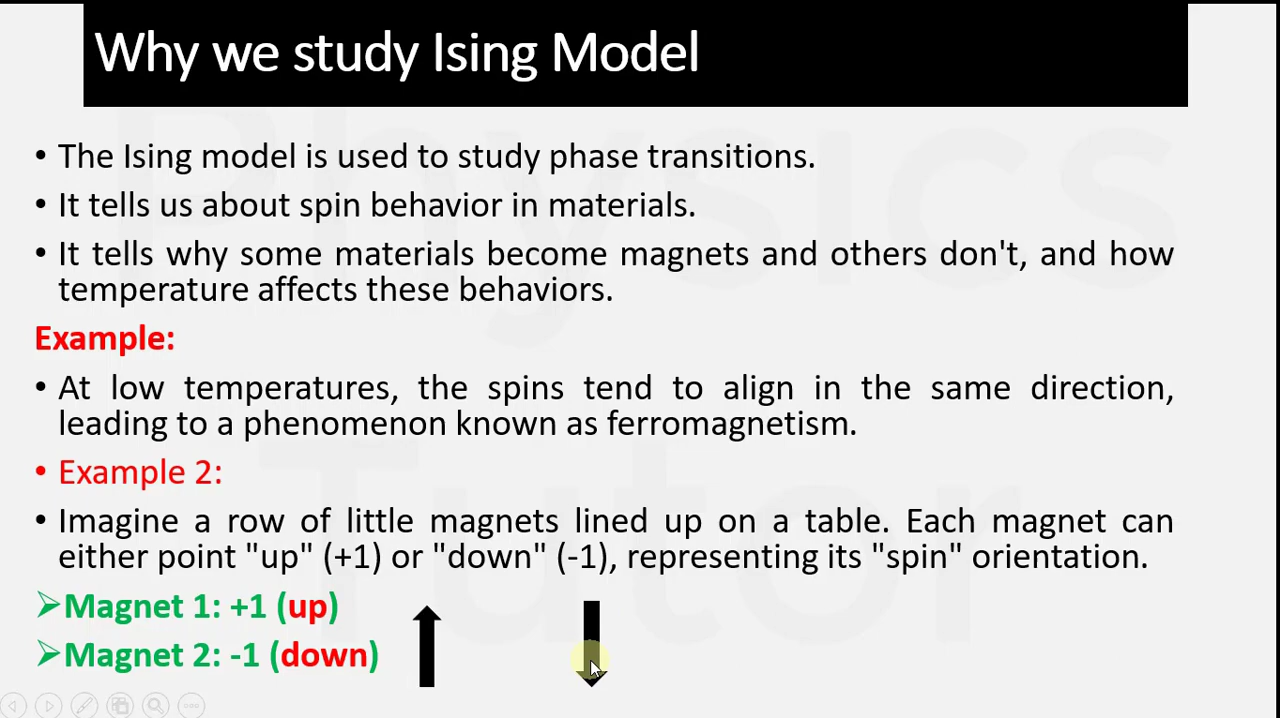 Why we study Ising Model
• The Ising model is used to study phase transitions.
• It tells us about spin behavior in materials.
• It tells why some materials become magnets and others don't, and how
temperature affects these behaviors.
Example:
• At low temperatures, the spins tend to align in the same direction,
leading to a phenomenon known as ferromagnetism.
• Example 2:
• Imagine a row of little magnets lined up on a table. Each magnet can
either point "up" (+1) or "down" (-1), representing its "spin" orientation.
➢Magnet 1: +1 (up)
➢Magnet 2: -1 (down)
Physics
Tutor